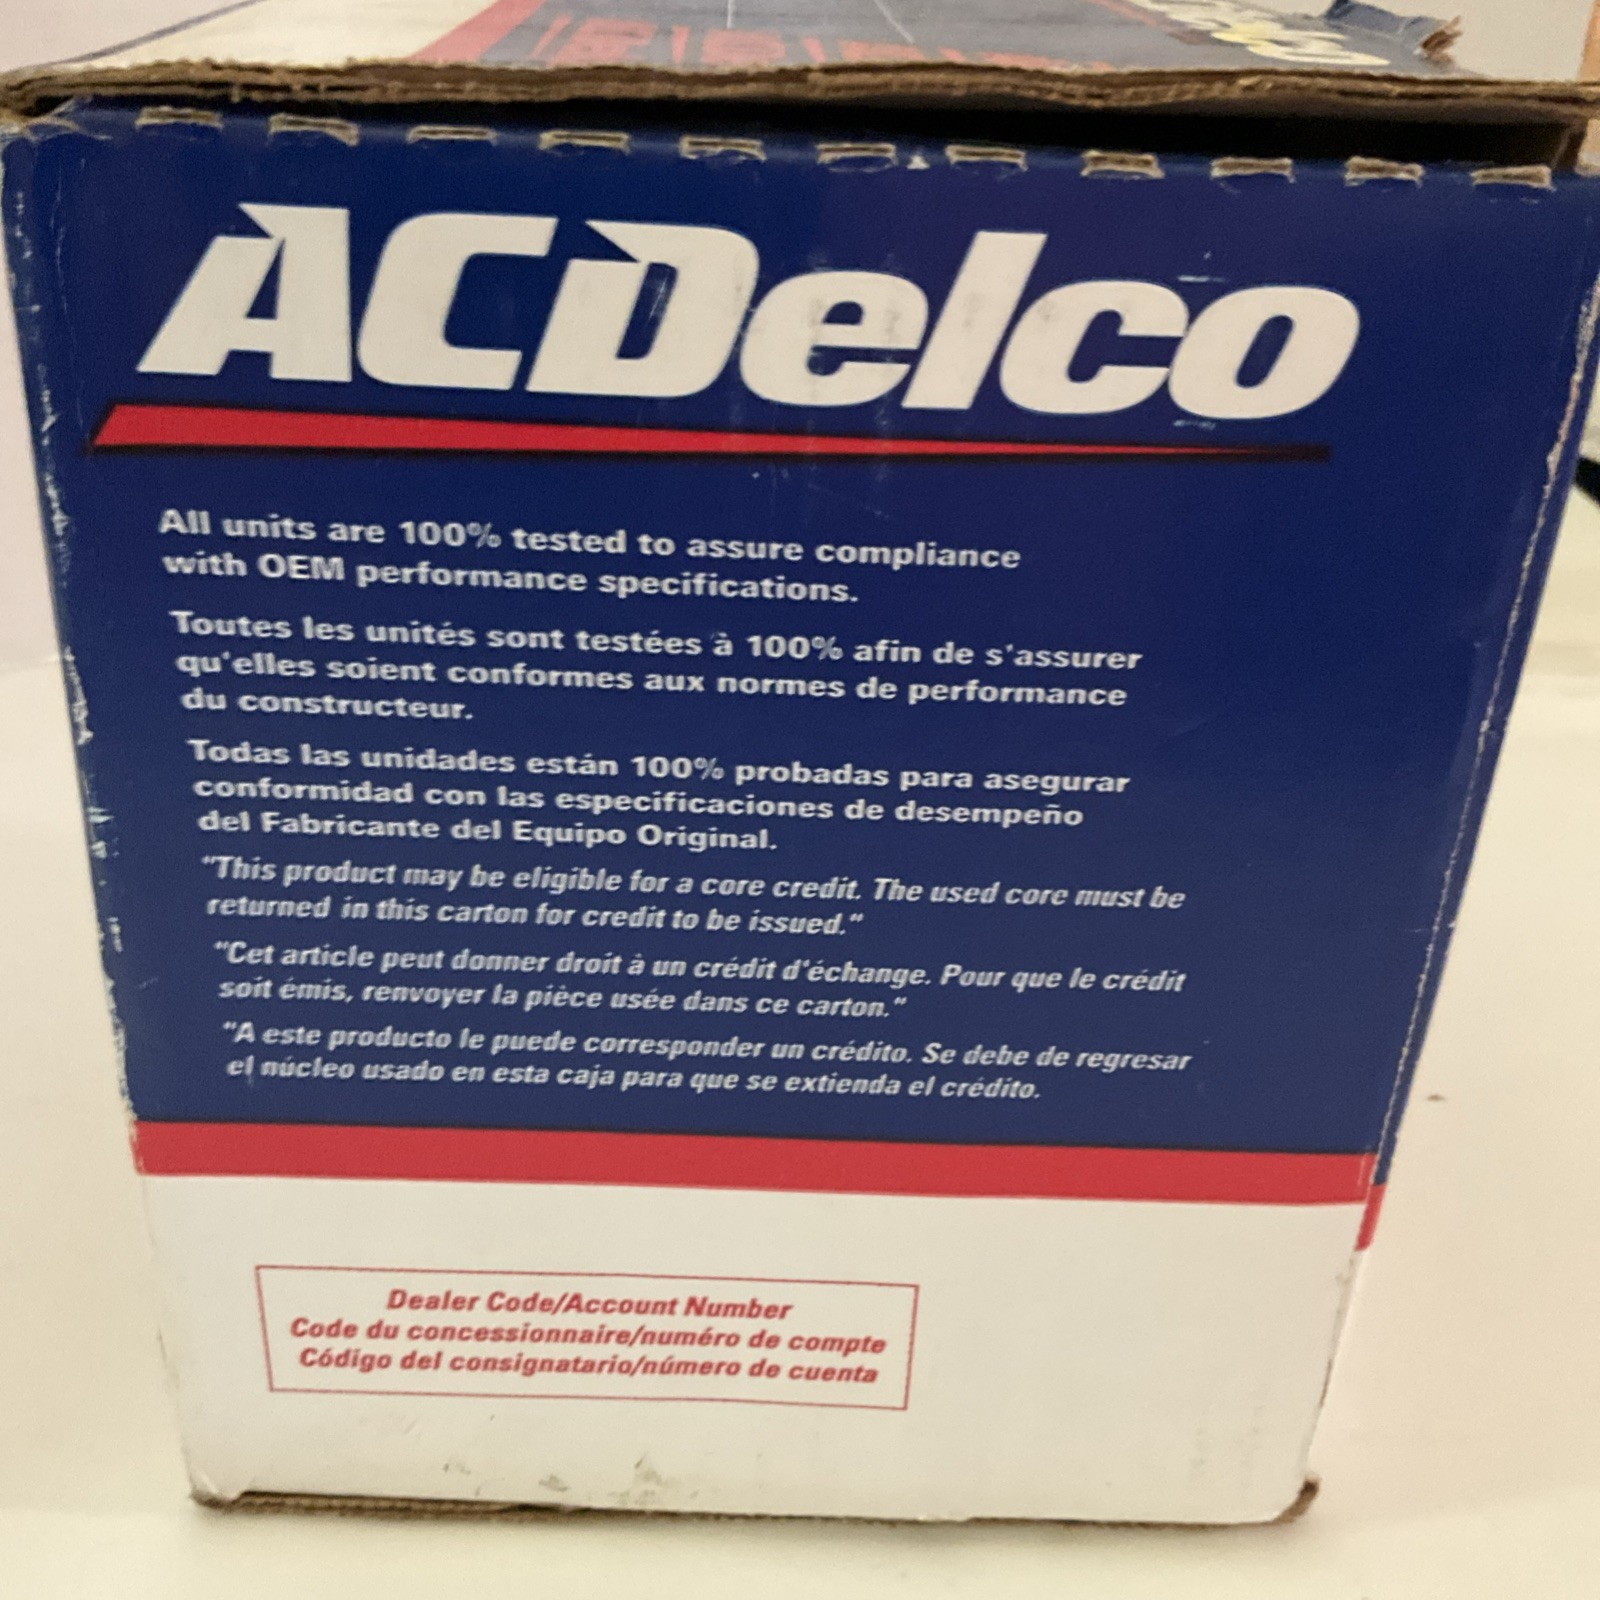 ACDelco
All units are 100% tested to assure compliance
with OEM performance specifications.
Toutes les unités sont testées à 100% afin de s'assurer
qu'elles soient conformes aux normes de performance
du constructeur.
Todas las unidades están 100% probadas para asegurar
conformidad con las especificaciones de desempeño
del Fabricante del Equipo Original.
"This product may be eligible for a core credit. The used core must be
returned in this carton for credit to be issued."
"Cet article peut donner droit à un crédit d'échange. Pour que le crédit
soit émis, renvoyer la pièce usée dans ce carton."
"A este producto le puede corresponder un crédito. Se debe de regresar
el núcleo usado en esta caja para que se extienda el crédito.
Dealer Code/Account Number
Code du concessionnaire/numéro de compte
Código del consignatario/número de cuenta